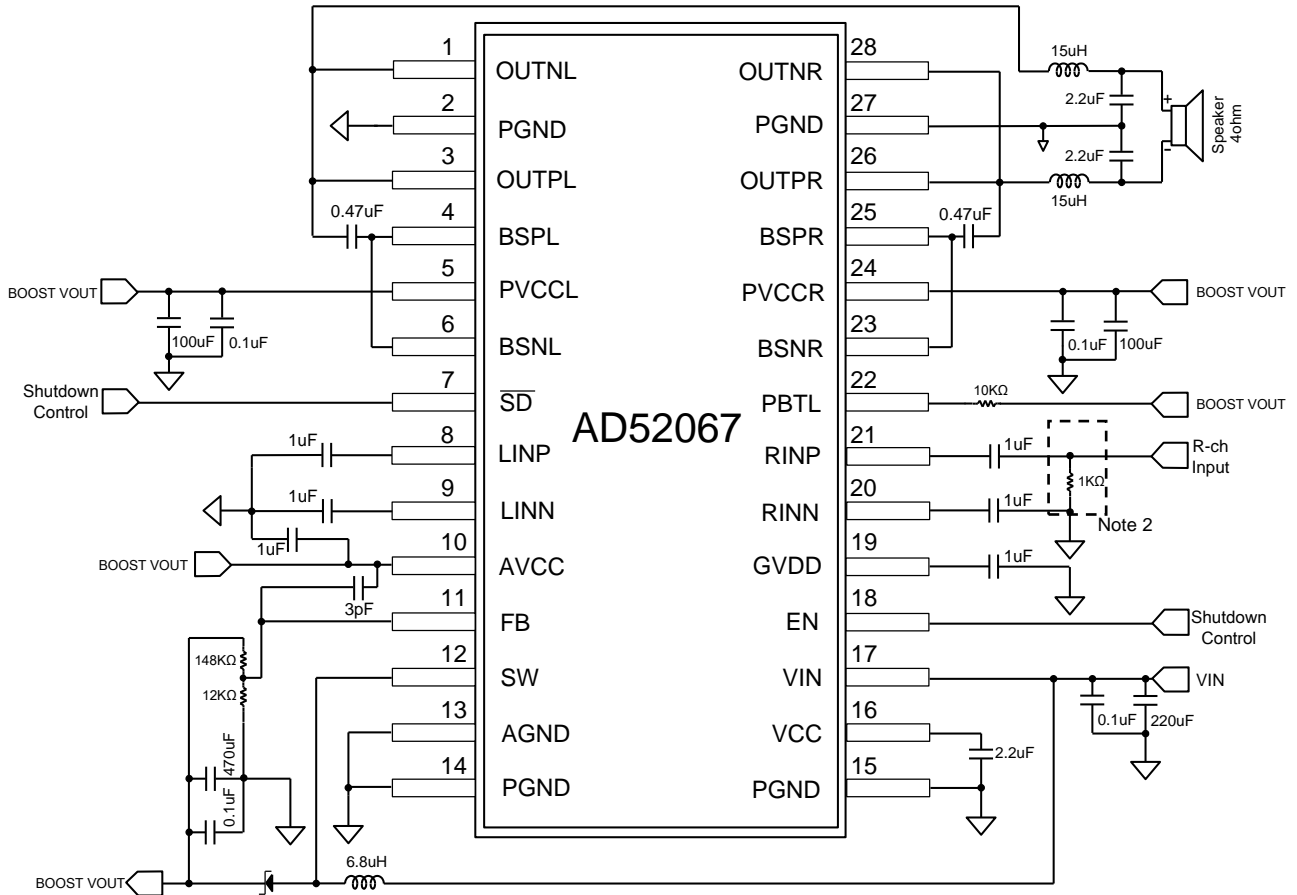 1
OUTNL
2
PGND
3
OUTPL
0.47uF
4
BSPL
BOOST VOUT
5
PVCCL
100uF
0.1uF
6
BSNL
Shutdown
Control
7
SD
1uF
8
LINP
1uF
9
LINN
1uF
BOOST VOUT
10
AVCC
3pF
11
FB
148KΩ
12KΩ
12
SW
13
AGND
470uF
0.1uF
14
PGND
BOOST VOUT
6.8uH
AD52067
28
OUTNR
15uH
2.2uF
27
PGND
+
-
Speaker
4ohm
2.2uF
26
OUTPR
15uH
25
BSPR
0.47uF
24
PVCCR
BOOST VOUT
0.1uF
100uF
23
BSNR
22
PBTL
10KΩ
BOOST VOUT
21
RINP
1uF
R-ch
Input
1KΩ
20
RINN
1uF
Note 2
19
GVDD
1uF
18
EN
Shutdown
Control
17
VIN
VIN
0.1uF
220uF
16
VCC
2.2uF
15
PGND